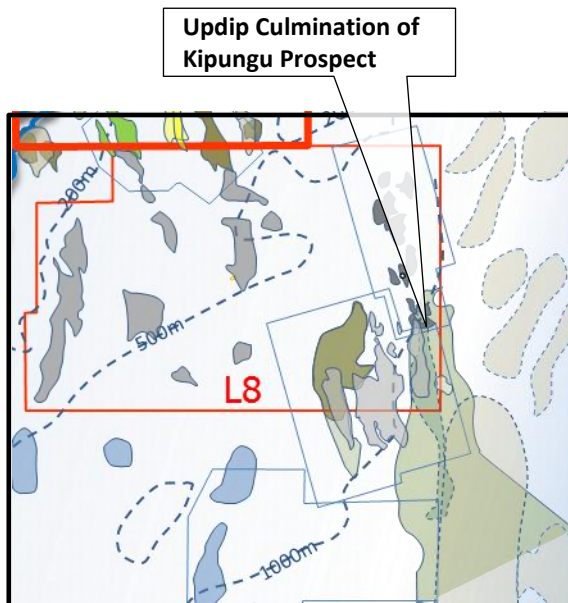 Updip Culmination of
Kipungu Prospect
200m
500m
L8
1000m